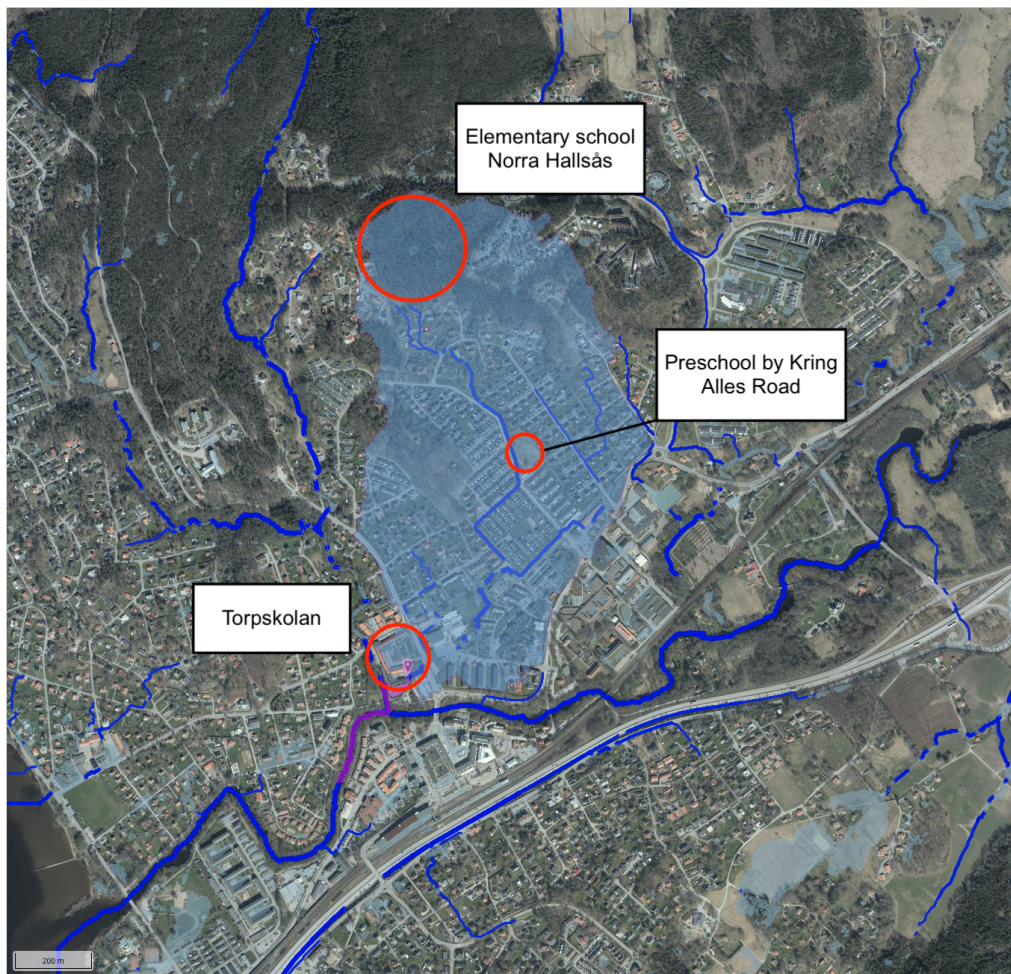 Elementary school
Norra Hallsås
Preschool by Kring
Alles Road
Torpskolan
200 m